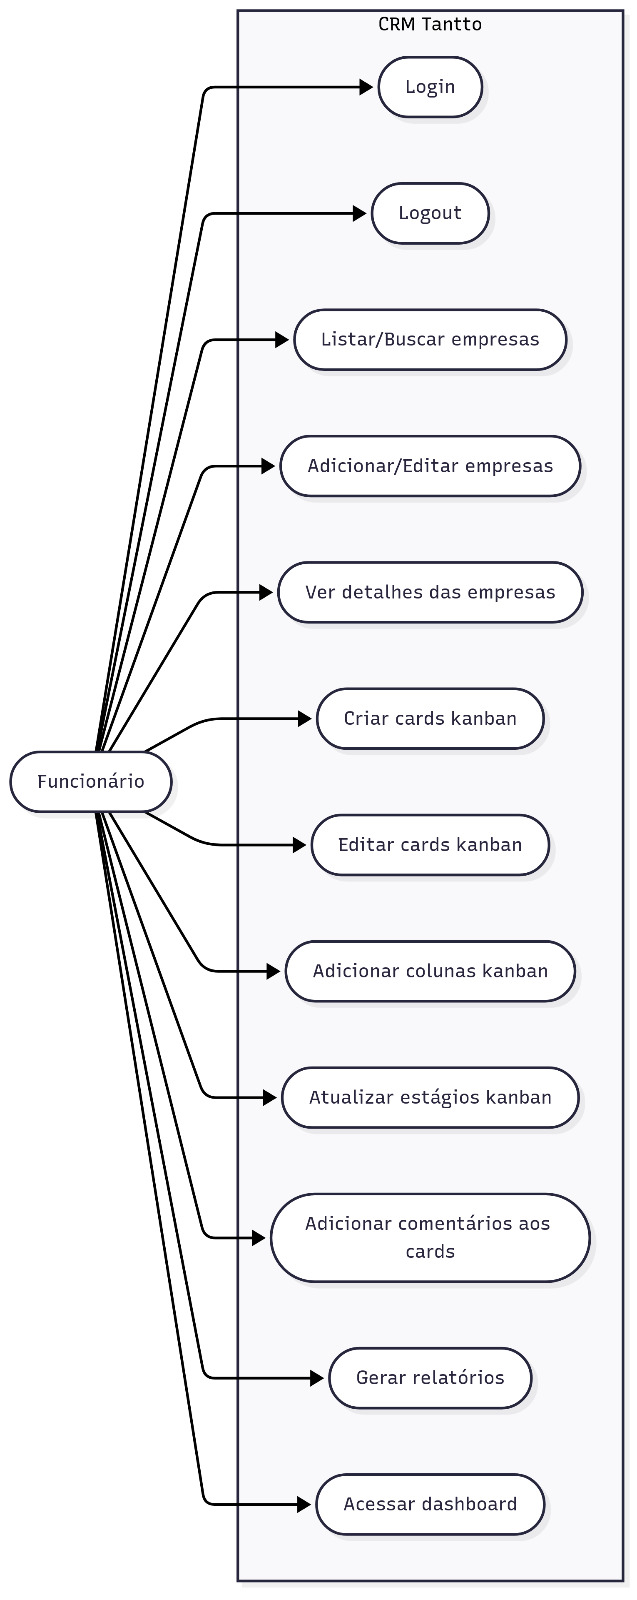 CRM Tantto
Login
Logout
Listar/Buscar empresas
Adicionar/Editar empresas
Ver detalhes das empresas
Criar cards kanban
Funcionário
Editar cards kanban
Adicionar colunas kanban
Atualizar estágios kanban
Adicionar comentários aos
cards
Gerar relatórios
Acessar dashboard